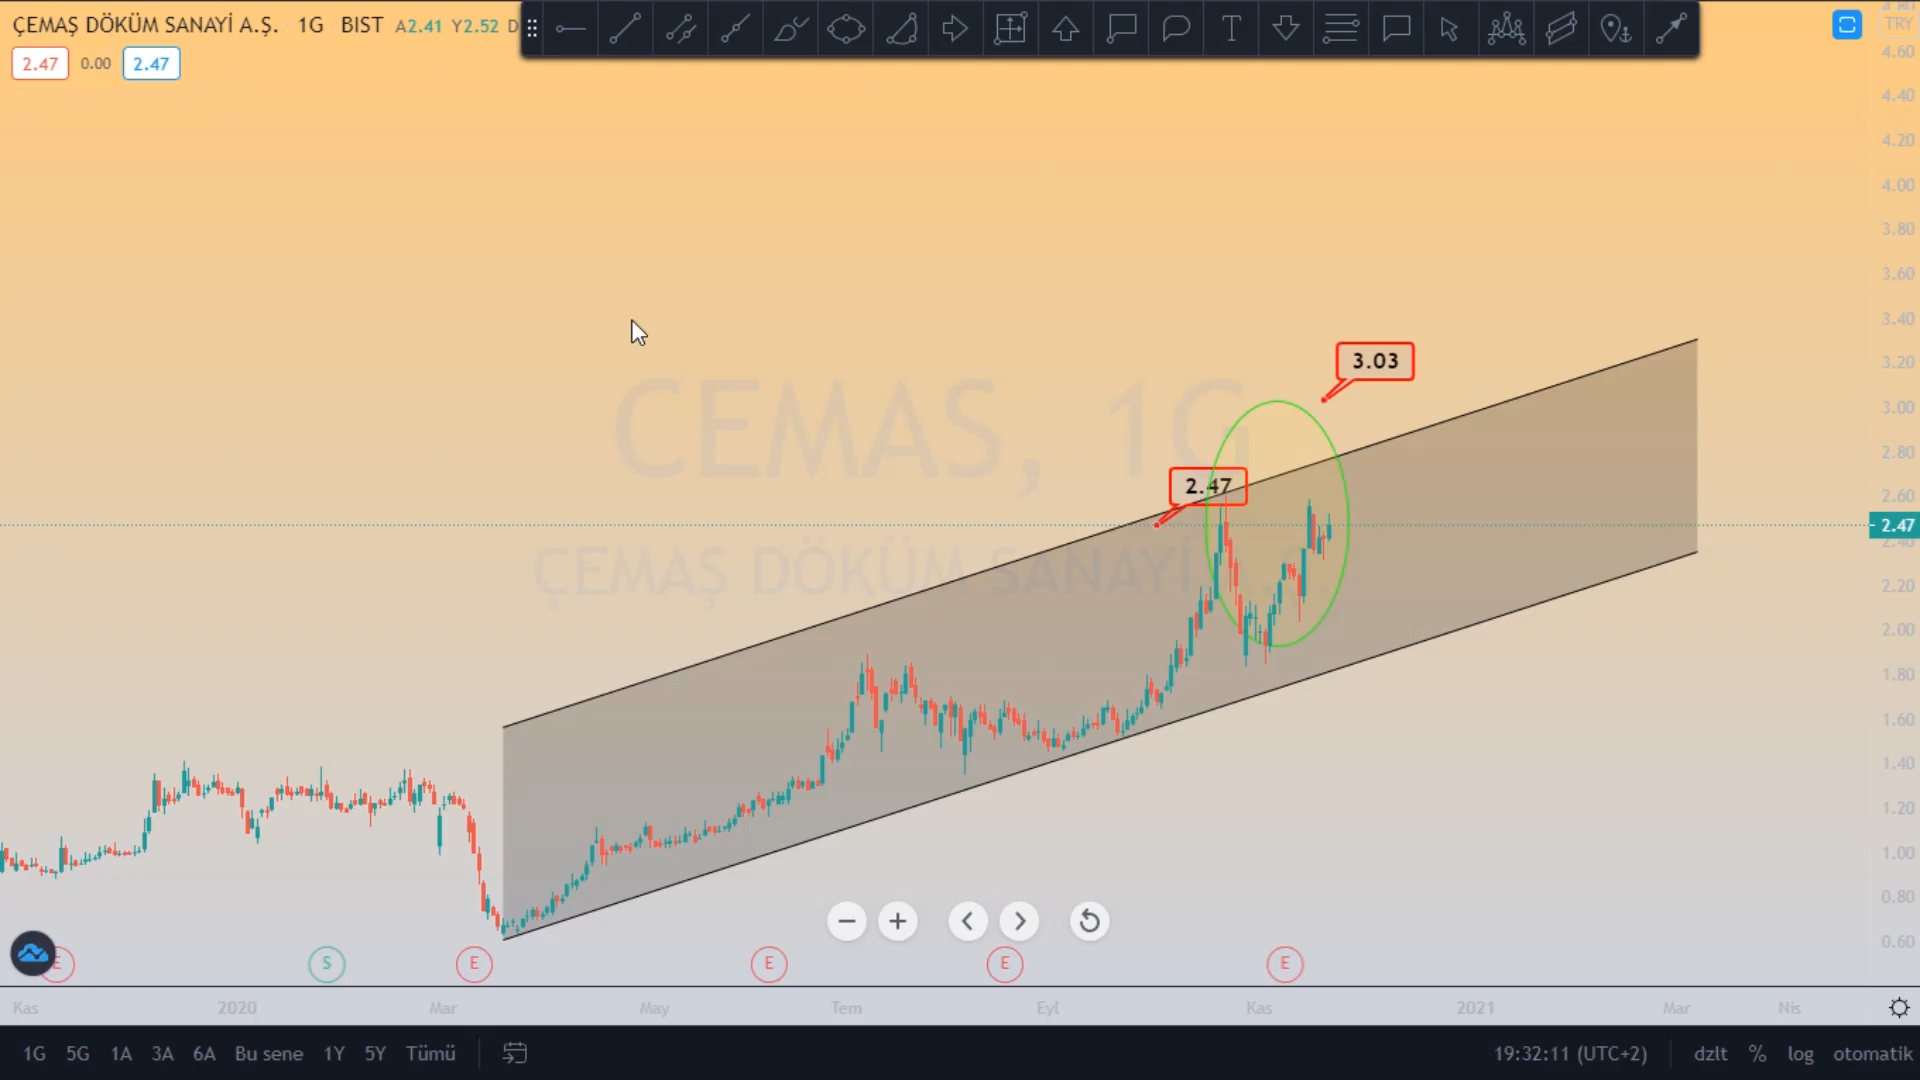 ÇEMAŞ DÖKÜM SANAYİ A.Ş. 1G BIST A2.41 Y2.52 D
2.47 0.00 2.47
T
TRY
4.60
4.40
4.20
4.00
3.80
3.60
3.40
3.20
3.00
2.80
2.60
2.47
2.40
2.20
2.00
1.80
1.60
1.40
1.20
1.00
0.80
0.60
3.03
2.47
CEMAS, 1G
ÇEMAŞ DÖKÜM SANAYİ
E S E E E E
Kas 2020 Mar May Tem Eyl Kas 2021 Mar Nis
1G 5G 1A 3A 6A Bu sene 1Y 5Y Tümü 19:32:11 (UTC+2) dzlt % log otomatik